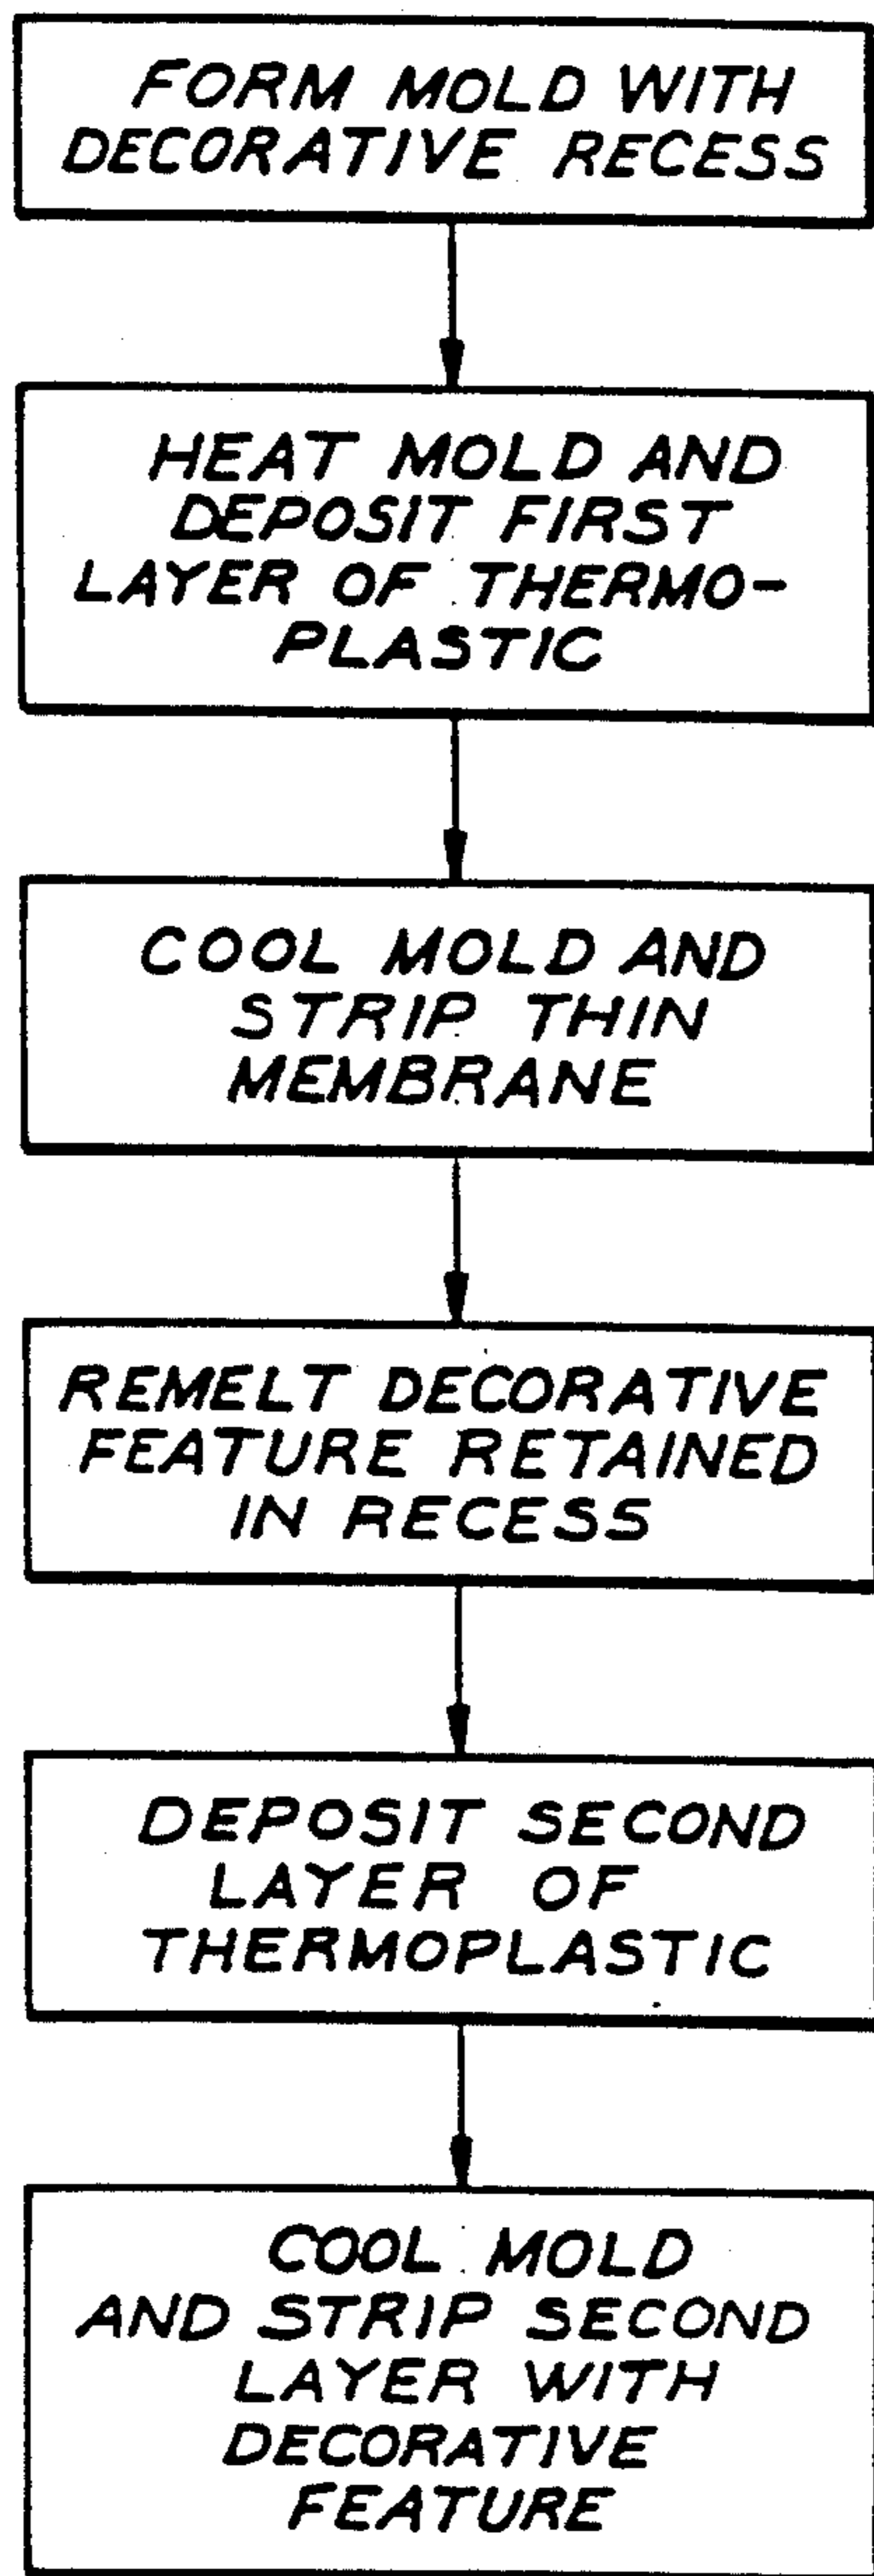 FORM MOLD WITH
DECORATIVE RECESS
HEAT MOLD AND
DEPOSIT FIRST
LAYER OF THERMO-
PLASTIC
COOL MOLD AND
STRIP THIN
MEMBRANE
REMELT DECORATIVE
FEATURE RETAINED
IN RECESS
DEPOSIT SECOND
LAYER OF
THERMOPLASTIC
COOL MOLD
AND STRIP SECOND
LAYER WITH
DECORATIVE
FEATURE